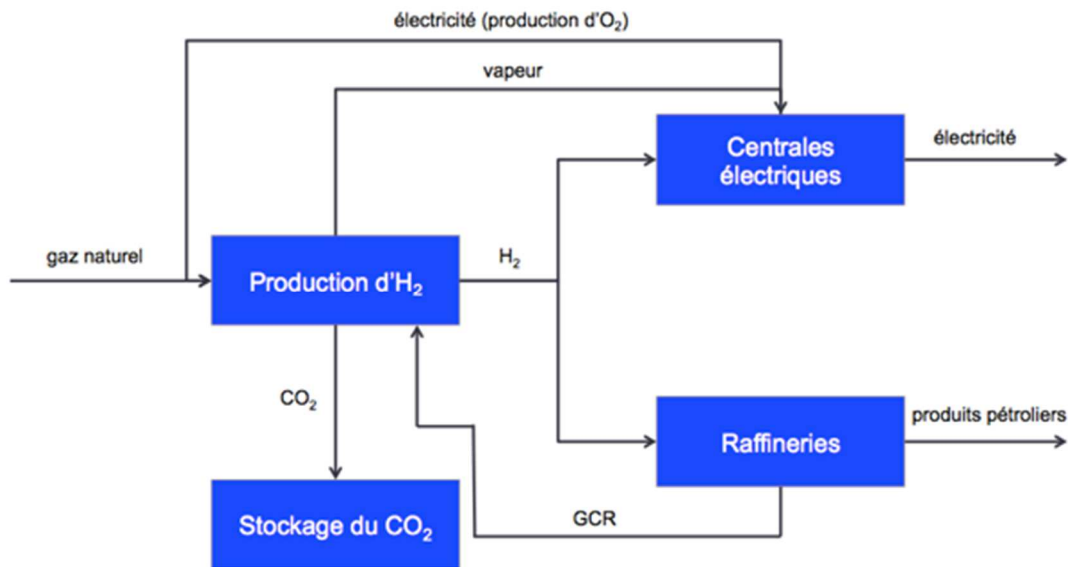 électricité (production d’O₂)
vapeur
Centrales
électriques
électricité
gaz naturel
Production d’H₂
H₂
CO₂
Raffineries
produits pétroliers
Stockage du CO₂
GCR